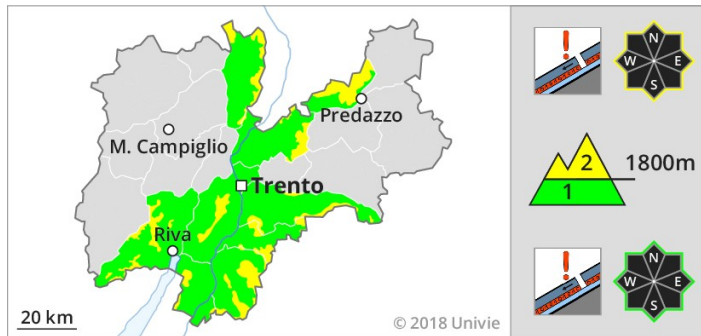 N
W E
S
Predazzo
M. Campiglio
2 1800m
1
Trento
Riva
N
W E
S
20 km
© 2018 Univie